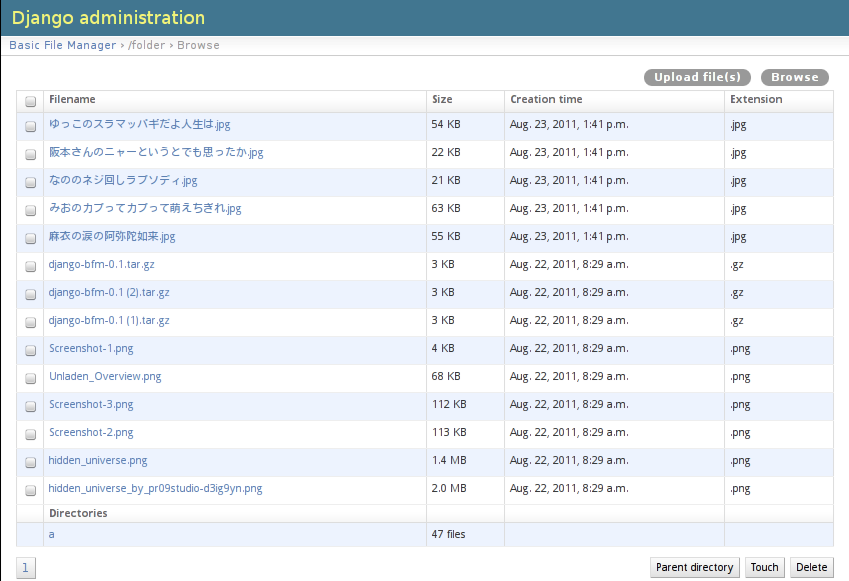 Django administration
Basic File Manager › /folder › Browse
Upload file(s) Browse
Filename Size Creation time Extension
ゆっこのスラマッパギだよ人生は.jpg 54 KB Aug. 23, 2011, 1:41 p.m. .jpg
阪本さんのニャーというとでも思ったか.jpg 22 KB Aug. 23, 2011, 1:41 p.m. .jpg
なののネジ回しラプソディ.jpg 21 KB Aug. 23, 2011, 1:41 p.m. .jpg
みおのカプってカプって萌えちぎれ.jpg 63 KB Aug. 23, 2011, 1:41 p.m. .jpg
麻衣の涙の阿弥陀如来.jpg 55 KB Aug. 23, 2011, 1:41 p.m. .jpg
django-bfm-0.1.tar.gz 3 KB Aug. 22, 2011, 8:29 a.m. .gz
django-bfm-0.1 (2).tar.gz 3 KB Aug. 22, 2011, 8:29 a.m. .gz
django-bfm-0.1 (1).tar.gz 3 KB Aug. 22, 2011, 8:29 a.m. .gz
Screenshot-1.png 4 KB Aug. 22, 2011, 8:29 a.m. .png
Unladen_Overview.png 68 KB Aug. 22, 2011, 8:29 a.m. .png
Screenshot-3.png 112 KB Aug. 22, 2011, 8:29 a.m. .png
Screenshot-2.png 113 KB Aug. 22, 2011, 8:29 a.m. .png
hidden_universe.png 1.4 MB Aug. 22, 2011, 8:29 a.m. .png
hidden_universe_by_pr09studio-d3ig9yn.png 2.0 MB Aug. 22, 2011, 8:29 a.m. .png
Directories
a 47 files
1 Parent directory Touch Delete